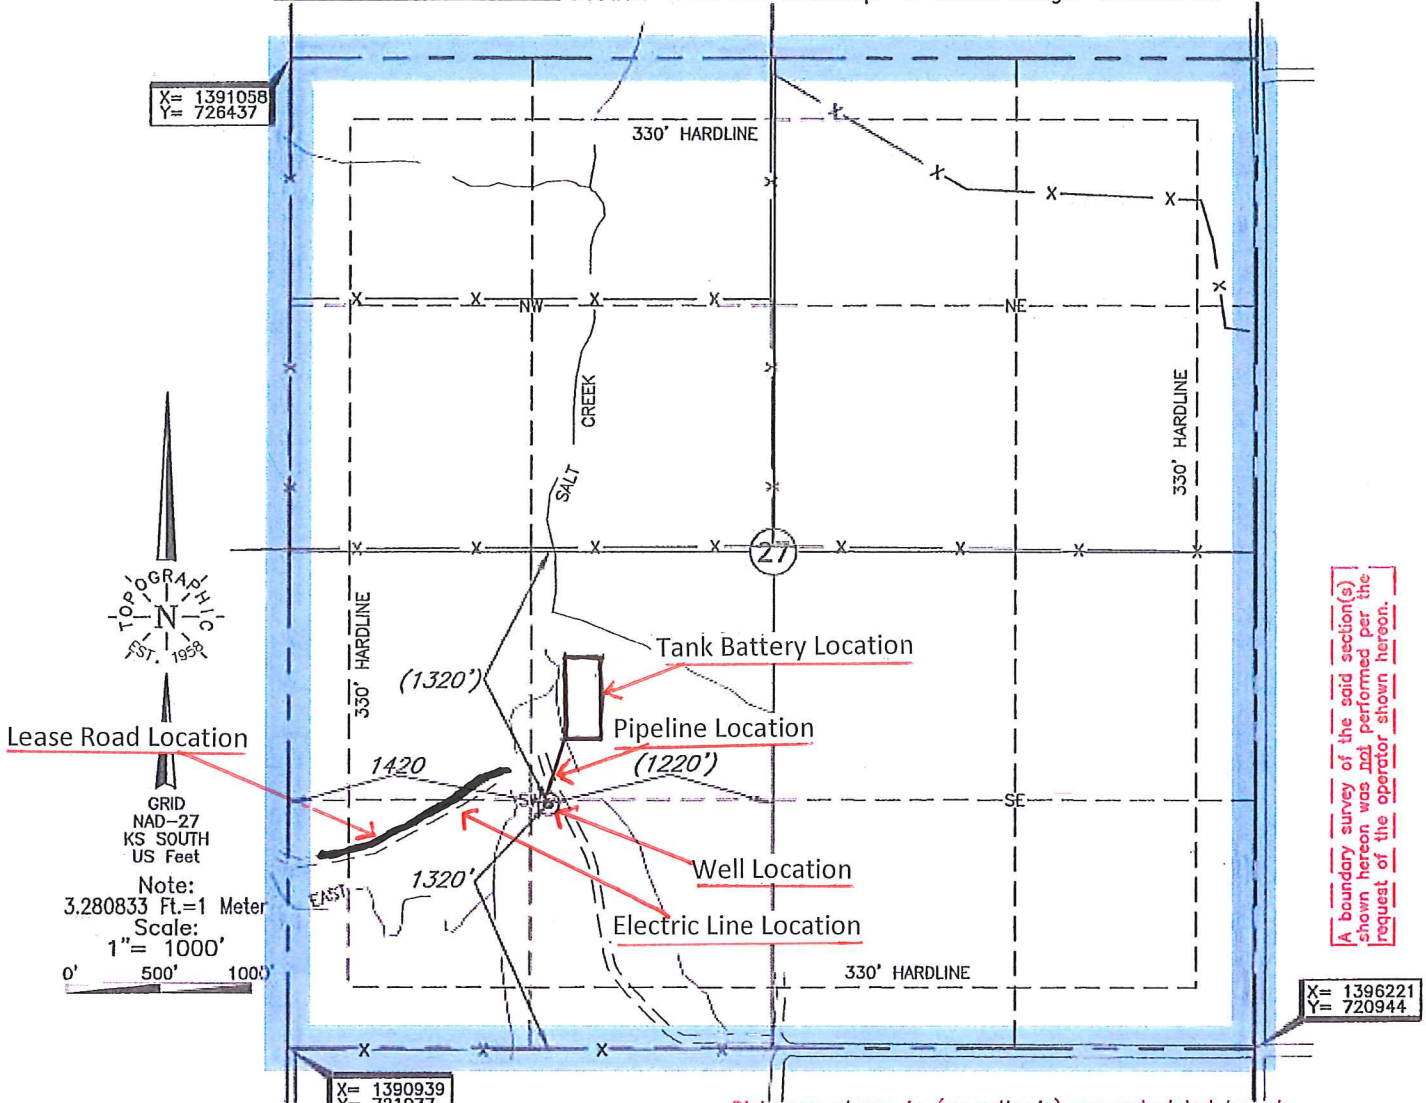 X= 1391058
Y= 726437
330' HARDLINE
NW
NE
CREEK
SALT
330' HARDLINE
27
TOPOGRAPHIC
N
EST. 1958
330' HARDLINE
Tank Battery Location
(1320')
Pipeline Location
Lease Road Location
1420
(1220')
SE
GRID
NAD-27
KS SOUTH
US Feet
Note:
3.280833 Ft.=1 Meter
Scale:
1"= 1000'
0' 500' 1000'
Well Location
1320'
EAST
Electric Line Location
330' HARDLINE
A boundary survey of the said section(s)
shown hereon was not performed per the
request of the operator shown hereon.
X= 1396221
Y= 720944
X= 1390939